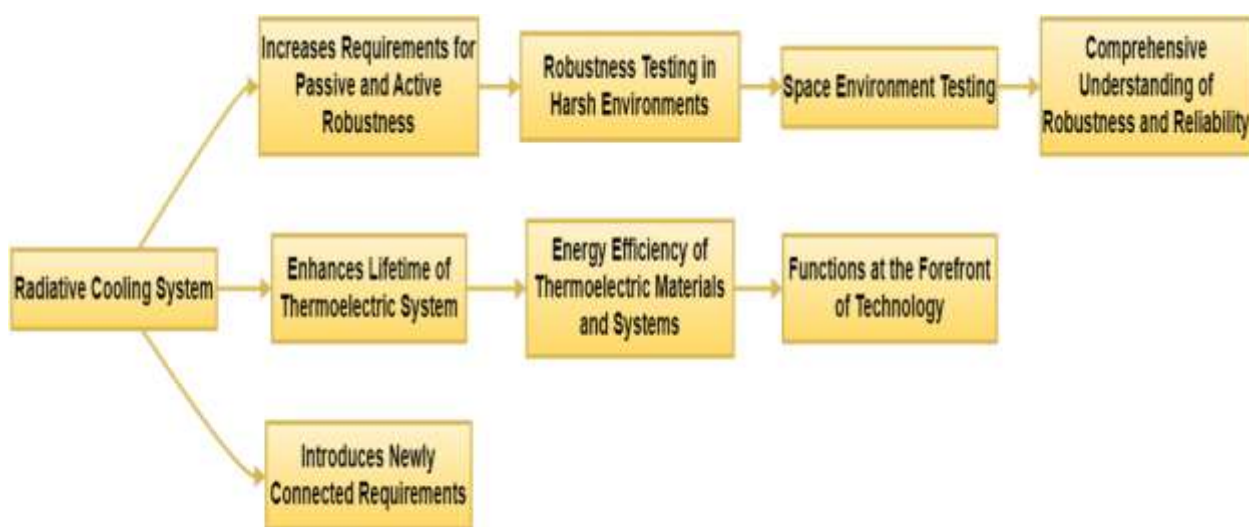 Increases Requirements for
Passive and Active
Robustness
Robustness Testing in
Harsh Environments
Space Environment Testing
Comprehensive
Understanding of
Robustness and Reliability
Radiative Cooling System
Enhances Lifetime of
Thermoelectric System
Energy Efficiency of
Thermoelectric Materials
and Systems
Functions at the Forefront
of Technology
Introduces Newly
Connected Requirements